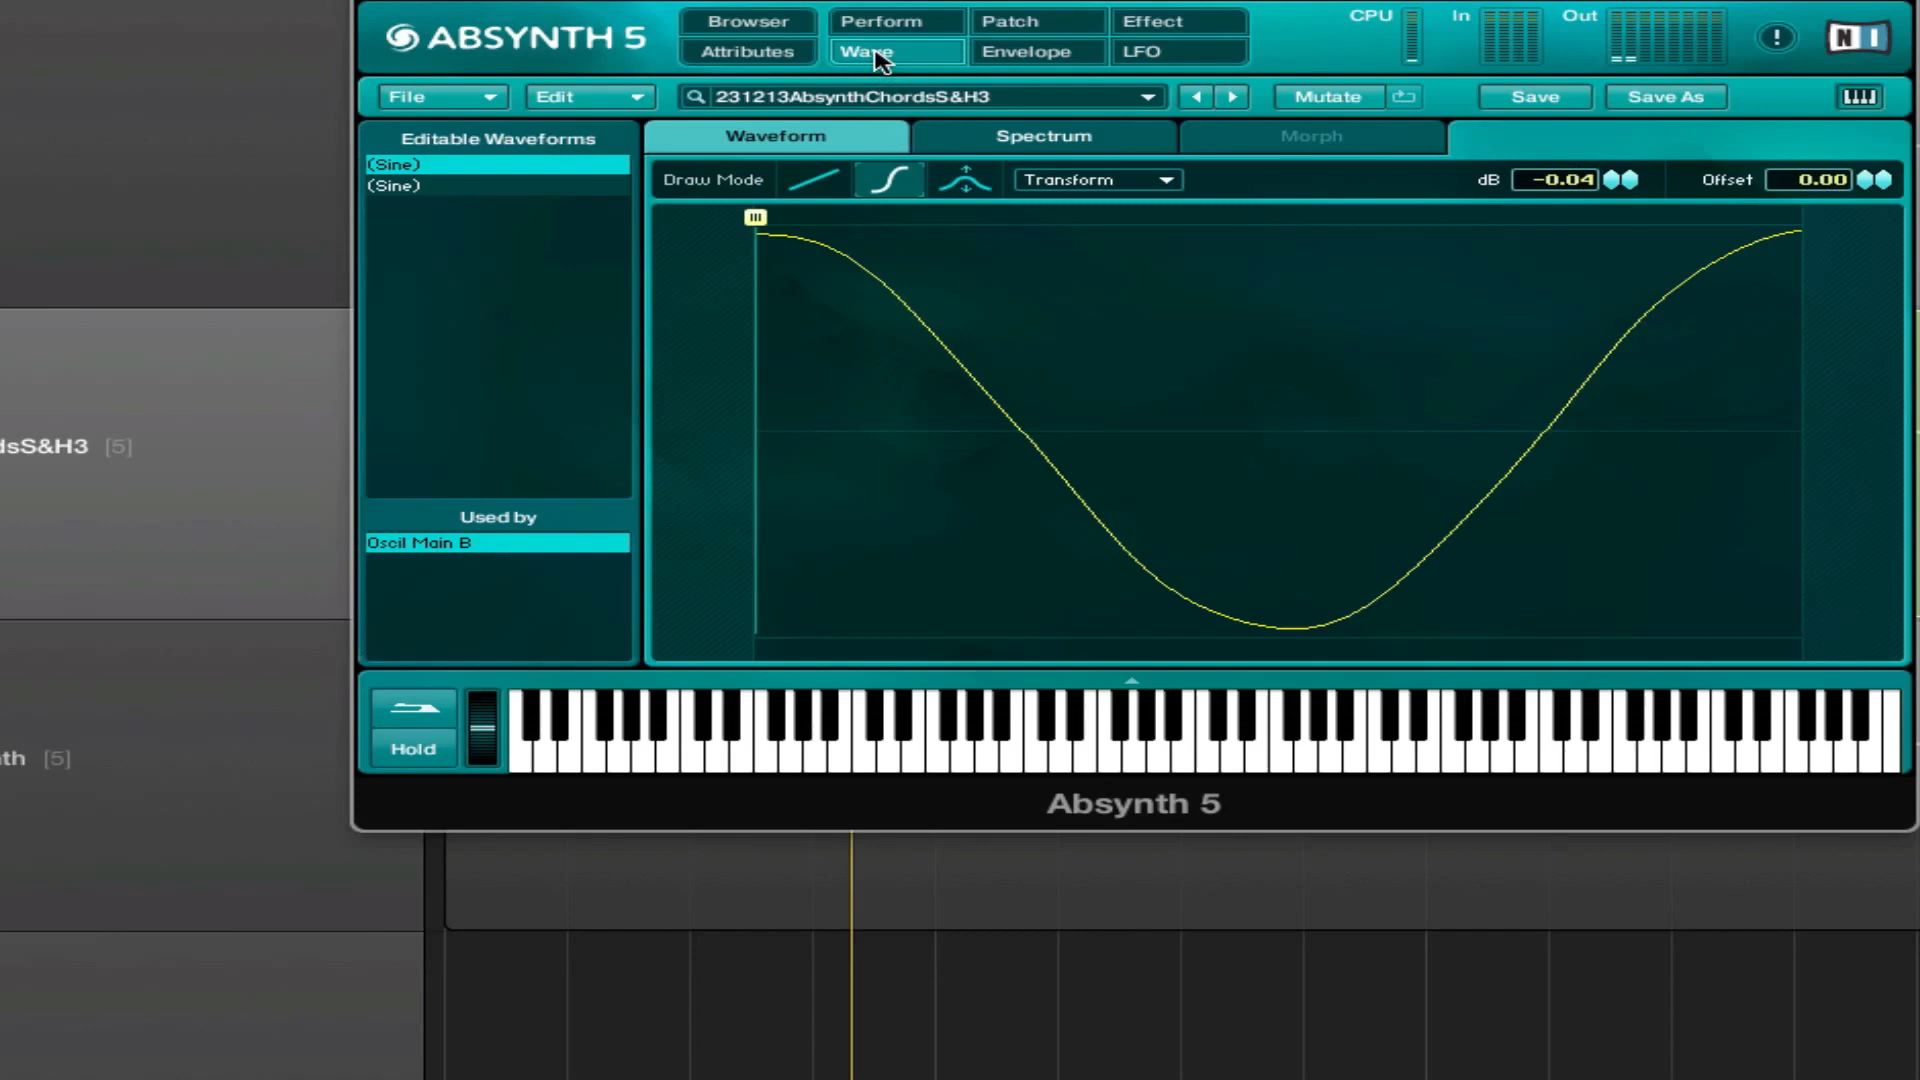 ABSYNTH 5
Browser
Perform
Patch
Effect
Attributes
Wave
Envelope
LFO
CPU
In
Out
!
N I
File
Edit
231213AbsynthChordsS&H3
Mutate
Save
Save As
Editable Waveforms
(Sine)
(Sine)
Waveform
Spectrum
Morph
Draw Mode
Transform
dB
-0.04
Offset
0.00
dsS&H3 [5]
Used by
Oscil Main B
Hold
th [5]
Absynth 5